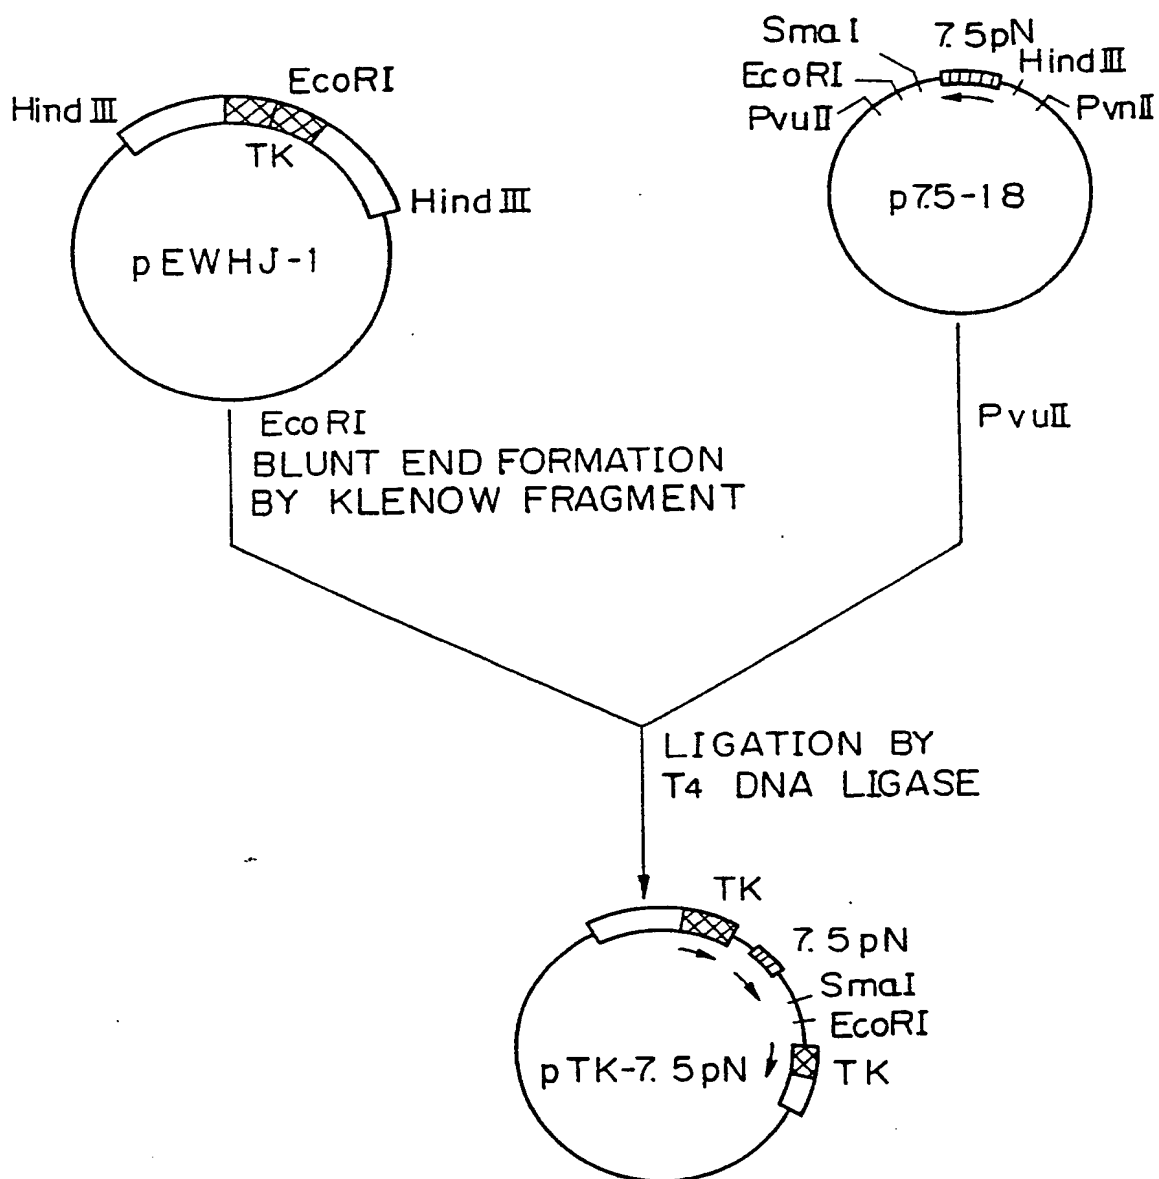 Hind III
EcoRI
TK
Hind III
pEWHJ-1
Sma I
7.5pN
Hind III
EcoRI
PvuII
PvnII
p7.5-18
EcoRI
BLUNT END FORMATION
BY KLENOW FRAGMENT
PvuII
LIGATION BY
T4 DNA LIGASE
TK
7.5pN
SmaI
EcoRI
TK
pTK-7.5pN